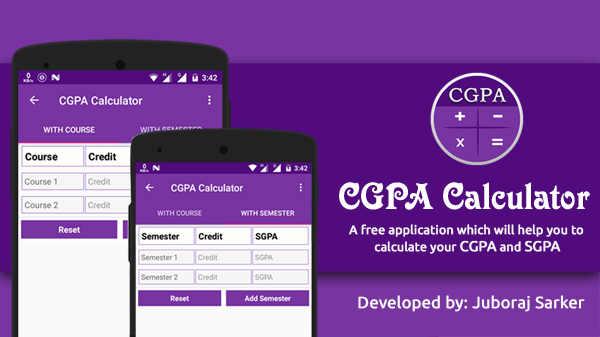 0
KB/s
3:42
CGPA Calculator
WITH COURSE
WITH SEMESTER
Course Credit
Course 1 Credit
Course 2 Credit
Reset
0
KB/s
3:42
CGPA Calculator
WITH COURSE
WITH SEMESTER
Semester Credit SGPA
Semester 1 Credit SGPA
Semester 2 Credit SGPA
Reset Add Semester
CGPA
+ −
x =
CGPA Calculator
A free application which will help you to
calculate your CGPA and SGPA
Developed by: Juboraj Sarker